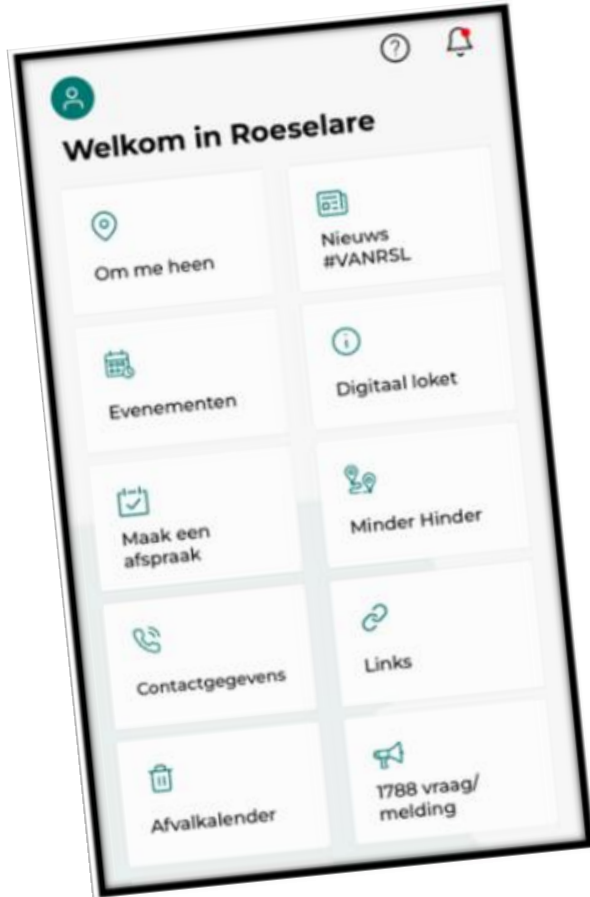 Welkom in Roeselare
Om me heen
Nieuws
#VANRSL
Evenementen
Digitaal loket
Maak een
afspraak
Minder Hinder
Contactgegevens
Links
Afvalkalender
1788 vraag/
melding